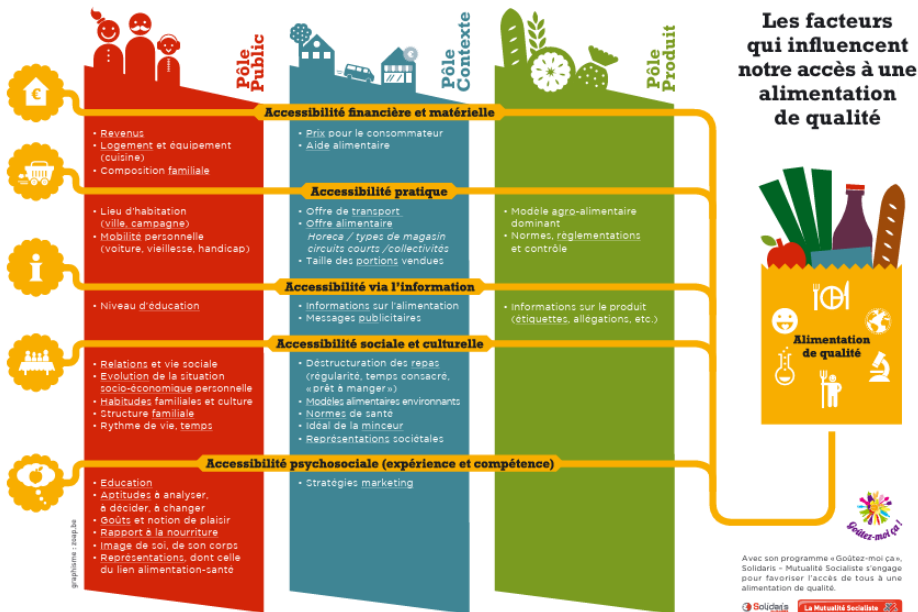 Les facteurs
qui influencent
notre accès à une
alimentation
de qualité
Pôle
Public
Pôle
Contexte
Pôle
Produit
€
€
Accessibilité financière et matérielle
• Revenus
• Logement et équipement
(cuisine)
• Composition familiale
• Prix pour le consommateur
• Aide alimentaire
Accessibilité pratique
• Lieu d'habitation
(ville, campagne)
• Mobilité personnelle
(voiture, vieillesse, handicap)
• Offre de transport
• Offre alimentaire
Horeca / types de magasin
circuits courts /collectivités
• Taille des portions vendues
• Modèle agro-alimentaire
dominant
• Normes, règlementations
et contrôle
i
Accessibilité via l'information
• Niveau d'éducation
• Informations sur l'alimentation
• Messages publicitaires
• Informations sur le produit
(étiquettes, allégations, etc.)
Accessibilité sociale et culturelle
• Relations et vie sociale
• Evolution de la situation
socio-économique personnelle
• Habitudes familiales et culture
• Structure familiale
• Rythme de vie, temps
• Déstructuration des repas
(régularité, temps consacré,
« prêt à manger »)
• Modèles alimentaires environnants
• Normes de santé
• Idéal de la minceur
• Représentations sociétales
Accessibilité psychosociale (expérience et compétence)
• Education
• Aptitudes à analyser,
à décider, à changer
• Goûts et notion de plaisir
• Rapport à la nourriture
• Image de soi, de son corps
• Représentations, dont celle
du lien alimentation-santé
• Stratégies marketing
Alimentation
de qualité
graphisme : zoap.be
Goûtez-moi ça !
Avec son programme « Goûtez-moi ça »,
Solidaris – Mutualité Socialiste s'engage
pour favoriser l'accès de tous à une
alimentation de qualité.
Solidaris
La Mutualité Socialiste